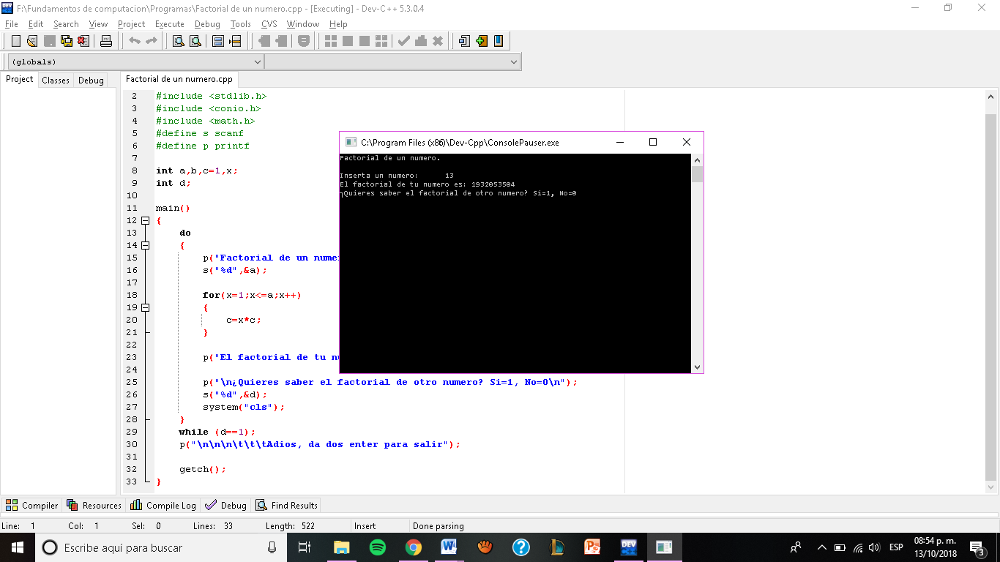 F:\Fundamentos de computacion\Programas\Factorial de un numero.cpp - [Executing] - Dev-C++ 5.3.0.4
File Edit Search View Project Execute Debug Tools CVS Window Help
(globals)
Project Classes Debug
Factorial de un numero.cpp
2 #include <stdlib.h>
3 #include <conio.h>
4 #include <math.h>
5 #define s scanf
6 #define p printf
7
8 int a,b,c=1,x;
9 int d;
10
11 main()
12 {
13 do
14 {
15 p("Factorial de un nume
16 s("%d",&a);
17
18 for(x=1;x<=a;x++)
19 {
20 c=x*c;
21 }
22
23 p("El factorial de tu nu
24
25 p("\n¿Quieres saber el factorial de otro numero? Si=1, No=0\n");
26 s("%d",&d);
27 system("cls");
28 }
29 while (d==1);
30 p("\n\n\n\t\t\tAdios, da dos enter para salir");
31
32 getch();
33 }
C:\Program Files (x86)\Dev-Cpp\ConsolePauser.exe
Factorial de un numero.
Inserta un numero: 13
El factorial de tu numero es: 1932053504
┐Quieres saber el factorial de otro numero? Si=1, No=0
Compiler Resources Compile Log Debug Find Results
Line: 1 Col: 1 Sel: 0 Lines: 33 Length: 522 Insert Done parsing
Escribe aquí para buscar
ESP
08:54 p. m.
13/10/2018
3